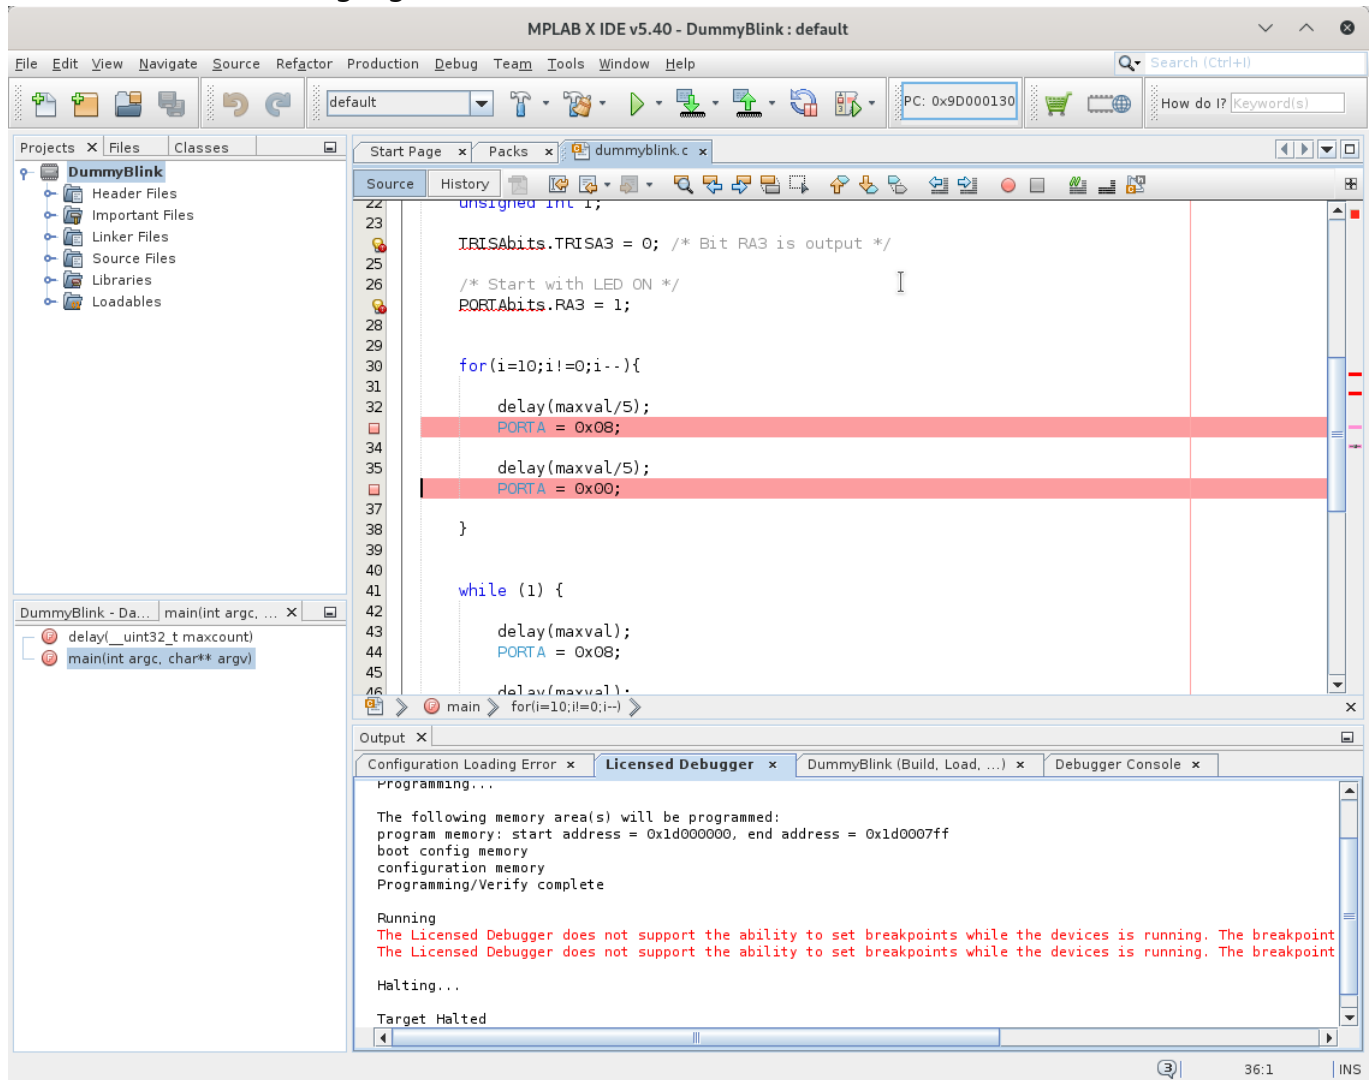 MPLAB X IDE v5.40 - DummyBlink : default
File Edit View Navigate Source Refactor Production Debug Team Tools Window Help
Search (Ctrl+I)
default
PC: 0x9D000130
How do I? Keyword(s)
Projects Files Classes
DummyBlink
Header Files
Important Files
Linker Files
Source Files
Libraries
Loadables
Start Page Packs dummyblink.c
Source History
22 unsigned int i;
23
TRISAbits.TRISA3 = 0; /* Bit RA3 is output */
25
26 /* Start with LED ON */
PORTAbits.RA3 = 1;
28
29
30 for(i=10;i!=0;i--){
31
32 delay(maxval/5);
PORTA = 0x08;
34
35 delay(maxval/5);
PORTA = 0x00;
37
38 }
39
40
41 while (1) {
42
43 delay(maxval);
44 PORTA = 0x08;
45
46 delay(maxval);
main for(i=10;i!=0;i--)
DummyBlink - Da... main(int argc, ...
delay(__uint32_t maxcount)
main(int argc, char** argv)
Output
Configuration Loading Error Licensed Debugger DummyBlink (Build, Load, ...) Debugger Console
Programming...
The following memory area(s) will be programmed:
program memory: start address = 0x1d000000, end address = 0x1d0007ff
boot config memory
configuration memory
Programming/Verify complete
Running
The Licensed Debugger does not support the ability to set breakpoints while the devices is running. The breakpoint
The Licensed Debugger does not support the ability to set breakpoints while the devices is running. The breakpoint
Halting...
Target Halted
3 36:1 INS